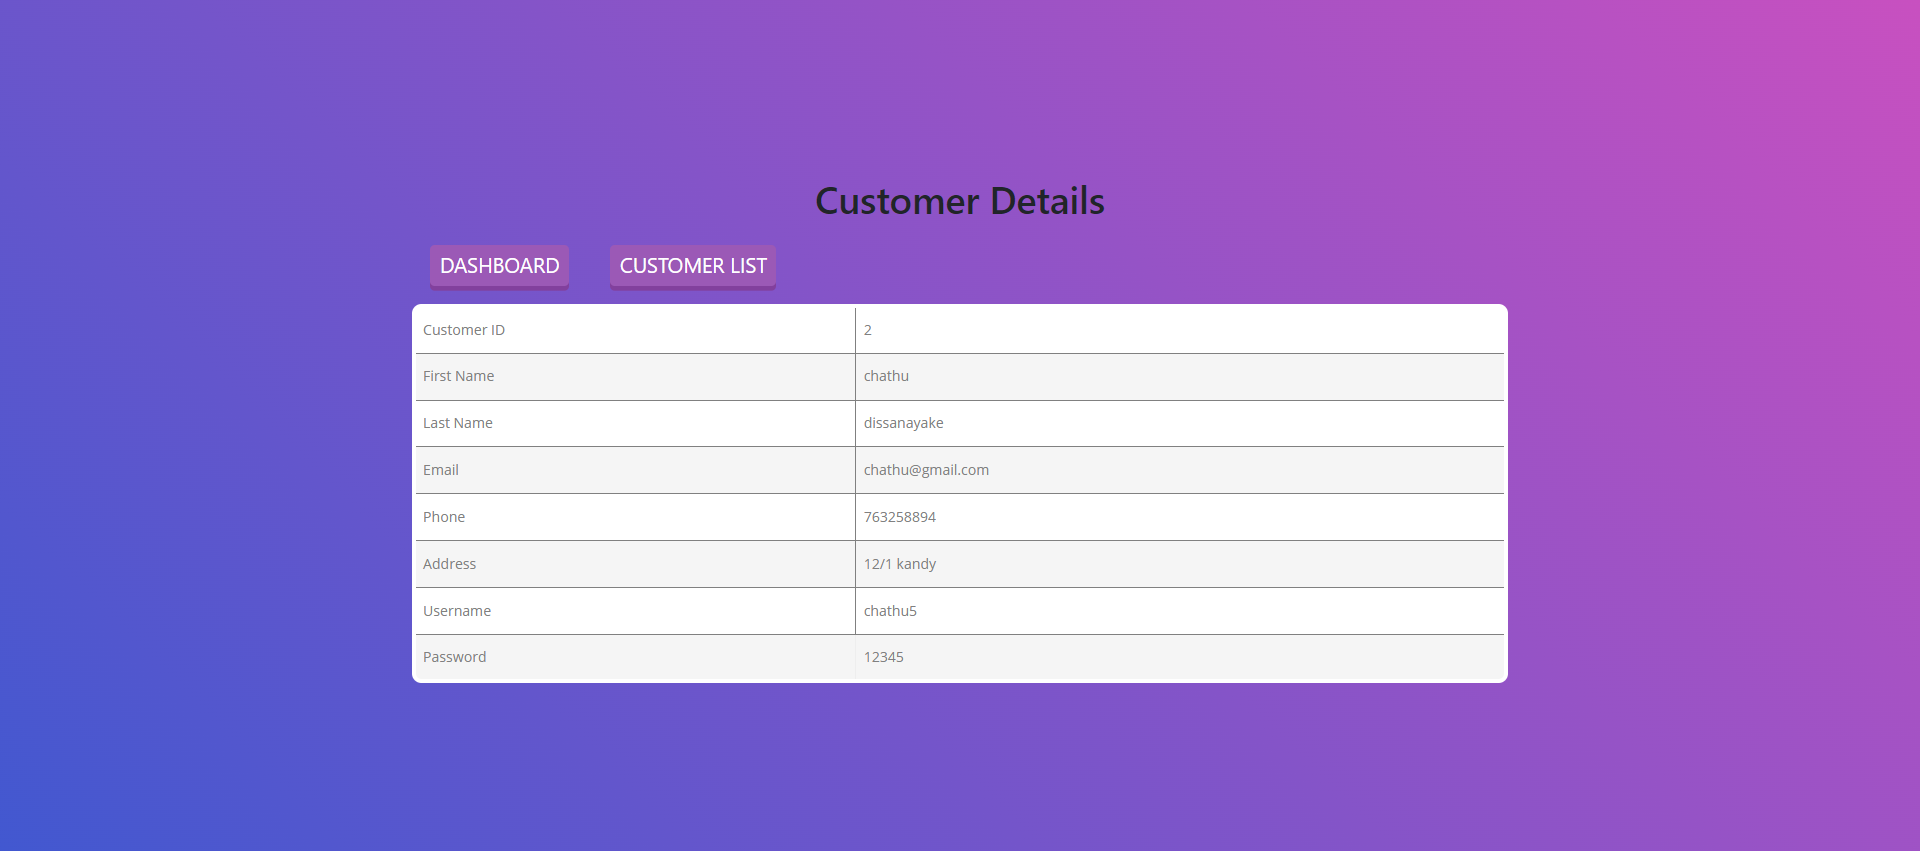 Customer Details
DASHBOARD CUSTOMER LIST
Customer ID 2
First Name chathu
Last Name dissanayake
Email chathu@gmail.com
Phone 763258894
Address 12/1 kandy
Username chathu5
Password 12345